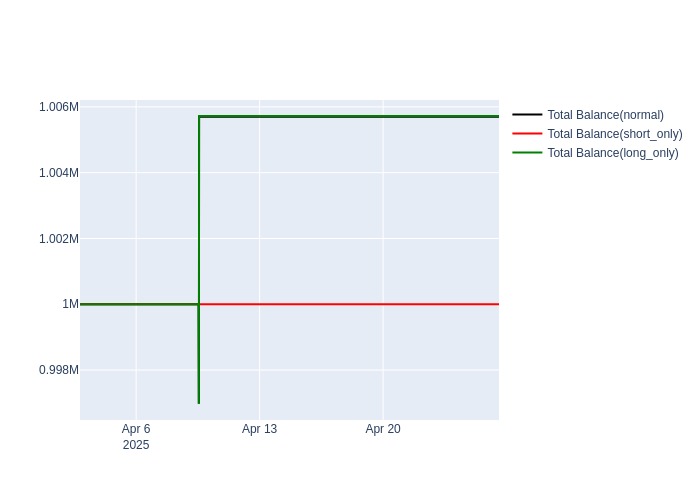 1.006M
1.004M
1.002M
1M
0.998M
Apr 6
2025
Apr 13
Apr 20
Total Balance(normal)
Total Balance(short_only)
Total Balance(long_only)